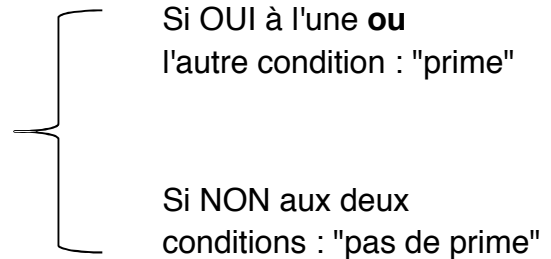 Si OUI à l'une ou
l'autre condition : "prime"
Si NON aux deux
conditions : "pas de prime"